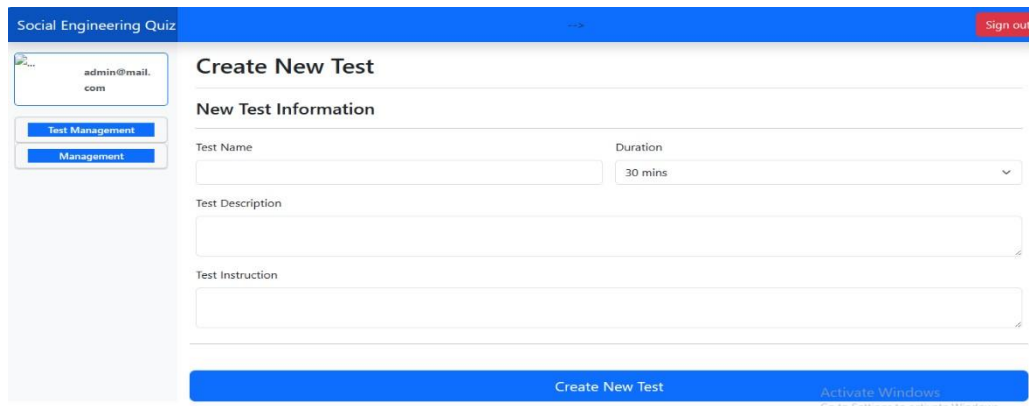 Social Engineering Quiz
-->
Sign out
...
admin@mail.
com
Test Management
Management
Create New Test
New Test Information
Test Name
Duration
30 mins
Test Description
Test Instruction
Create New Test
Activate Windows